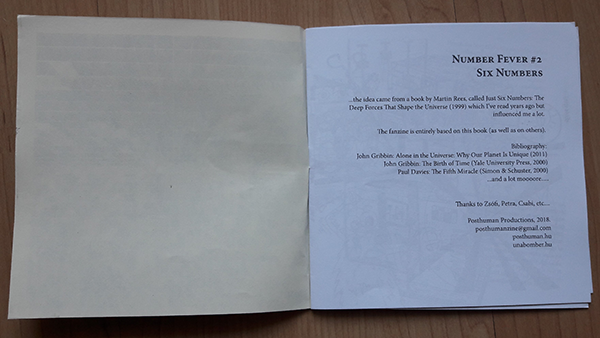 Number Fever #2
Six Numbers
...the idea came from a book by Martin Rees, called Just Six Numbers: The
Deep Forces That Shape the Universe (1999) which I've read years ago but
influenced me a lot.
The fanzine is entirely based on this book (as well as on others).
Bibliography:
John Gribbin: Alone in the Universe: Why Our Planet Is Unique (2011)
John Gribbin: The Birth of Time (Yale University Press, 2000)
Paul Davies: The Fifth Miracle (Simon & Schuster, 2000)
...and a lot moooore....
Thanks to Zsófi, Petra, Csabi, etc...
Posthuman Productions, 2018.
posthumanzine@gmail.com
posthuman.hu
unabomber.hu